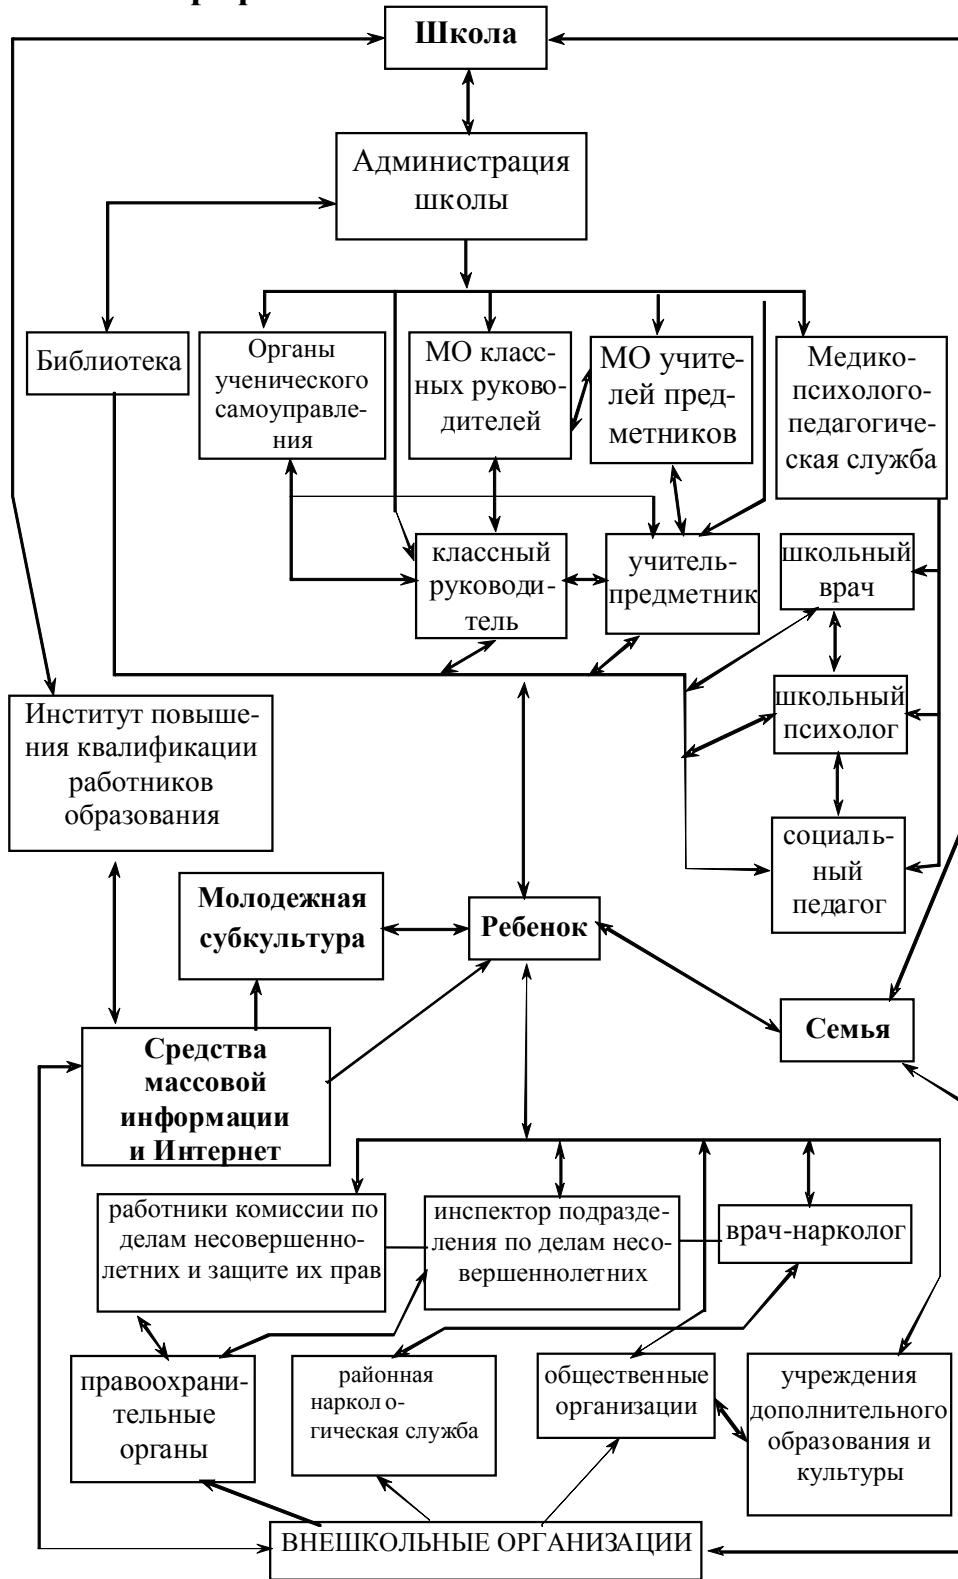 Школа
Администрация
школы
Библиотека
Органы
ученического
самоуправле-
ния
МО класс-
ных руково-
дителей
МО учи-
телей пред-
метников
Медико-
психолого-
педагогиче-
ская служба
классный
руководи-
тель
учитель-
предметник
школьный
врач
школьный
психолог
социаль-
ный
педагог
Институт повыше-
ния квалификации
работников
образования
Молодежная
субкультура
Ребенок
Семья
Средства
массовой
информации
и Интернет
работники комиссии по
делам несовершенно-
летних и защите их прав
инспектор подразде-
ления по делам несо-
вершеннолетних
врач-нарколог
правоохрани-
тельные
органы
районная
нарколо-
гическая служба
общественные
организации
учреждения
дополнительного
образования и
культуры
ВНЕШКОЛЬНЫЕ ОРГАНИЗАЦИИ